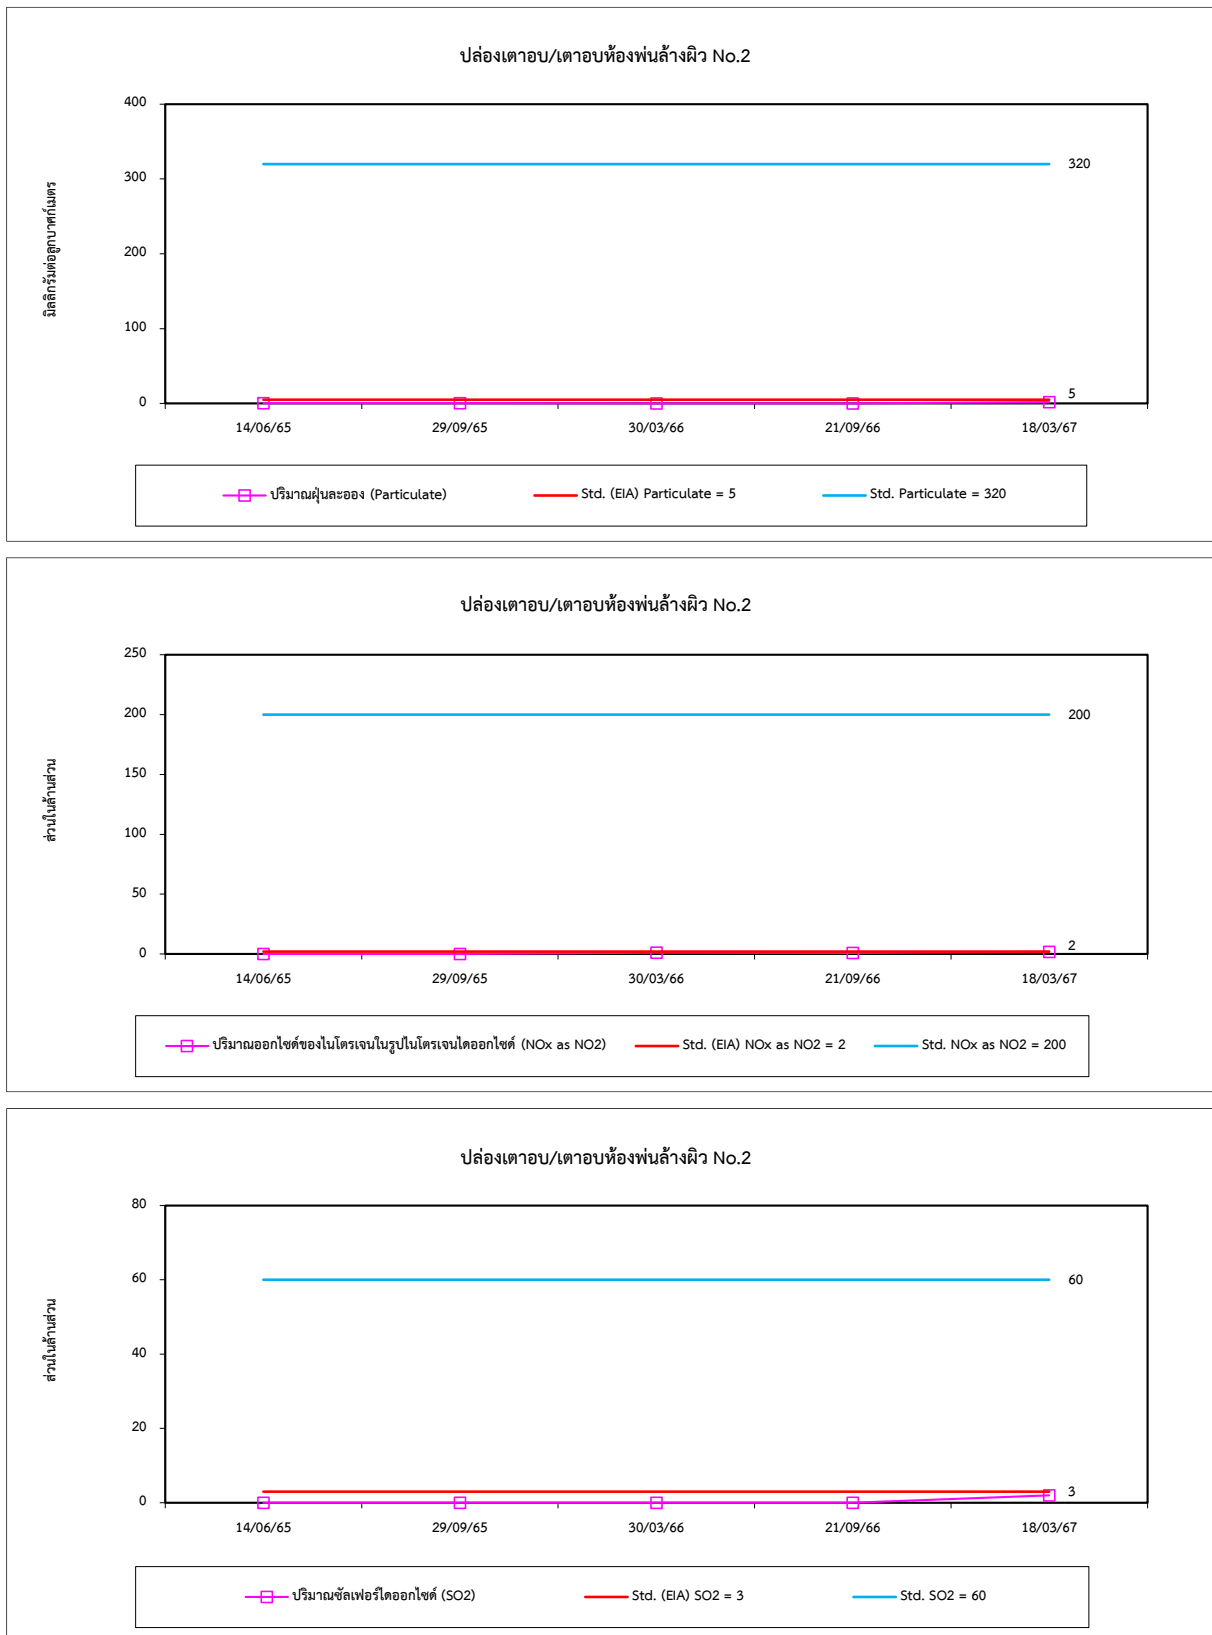 ปล่องเตาอบ/เตาอบห้องพ่นล้างผิว No.2
มิลลิกรัมต่อลูกบาศก์เมตร
400
300
200
100
0
320
5
14/06/65 29/09/65 30/03/66 21/09/66 18/03/67
ปริมาณฝุ่นละออง (Particulate) Std. (EIA) Particulate = 5 Std. Particulate = 320
ปล่องเตาอบ/เตาอบห้องพ่นล้างผิว No.2
ส่วนในล้านส่วน
250
200
150
100
50
0
200
2
14/06/65 29/09/65 30/03/66 21/09/66 18/03/67
ปริมาณออกไซด์ของไนโตรเจนในรูปไนโตรเจนไดออกไซด์ (NOx as NO2) Std. (EIA) NOx as NO2 = 2 Std. NOx as NO2 = 200
ปล่องเตาอบ/เตาอบห้องพ่นล้างผิว No.2
ส่วนในล้านส่วน
80
60
40
20
0
60
3
14/06/65 29/09/65 30/03/66 21/09/66 18/03/67
ปริมาณซัลเฟอร์ไดออกไซด์ (SO2) Std. (EIA) SO2 = 3 Std. SO2 = 60